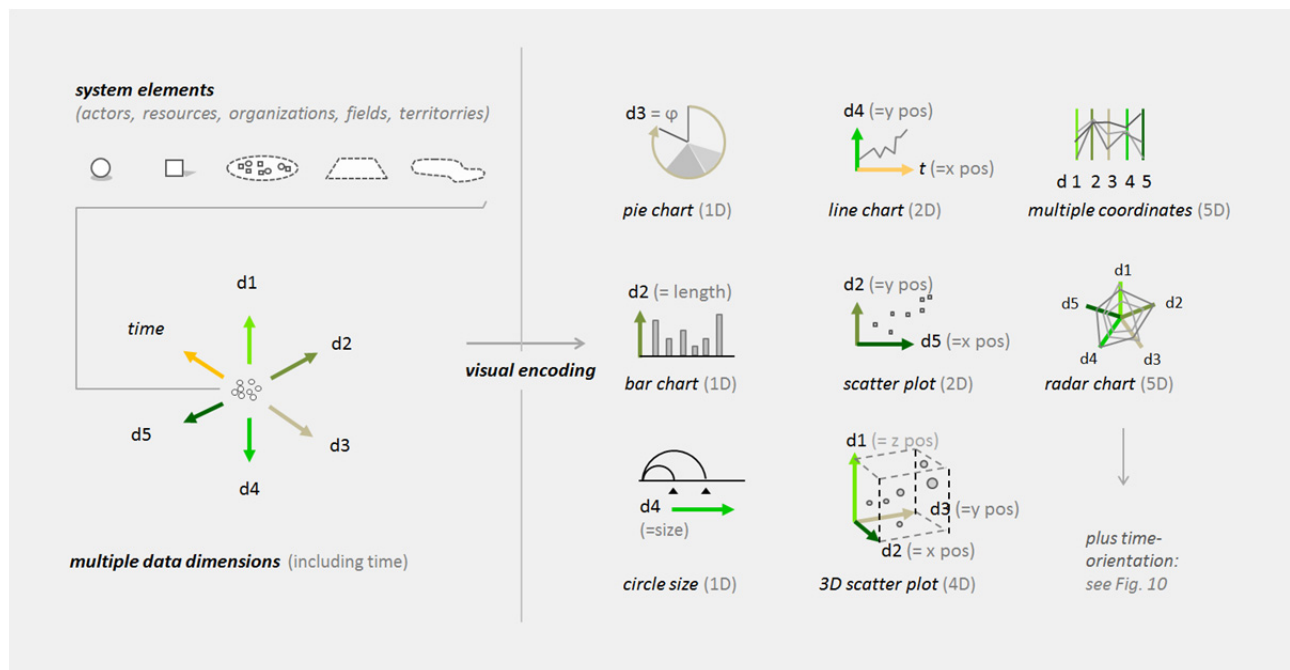 system elements
(actors, resources, organizations, fields, territorries)
d1
time
d2
d5
d3
d4
multiple data dimensions (including time)
visual encoding
d3 = φ
pie chart (1D)
d4 (=y pos)
t (=x pos)
line chart (2D)
d 1 2 3 4 5
multiple coordinates (5D)
d2 (= length)
bar chart (1D)
d2 (=y pos)
d5 (=x pos)
scatter plot (2D)
d1
d5
d2
d4
d3
radar chart (5D)
d4
(=size)
circle size (1D)
d1 (= z pos)
d3 (=y pos)
d2 (= x pos)
3D scatter plot (4D)
plus time-
orientation:
see Fig. 10